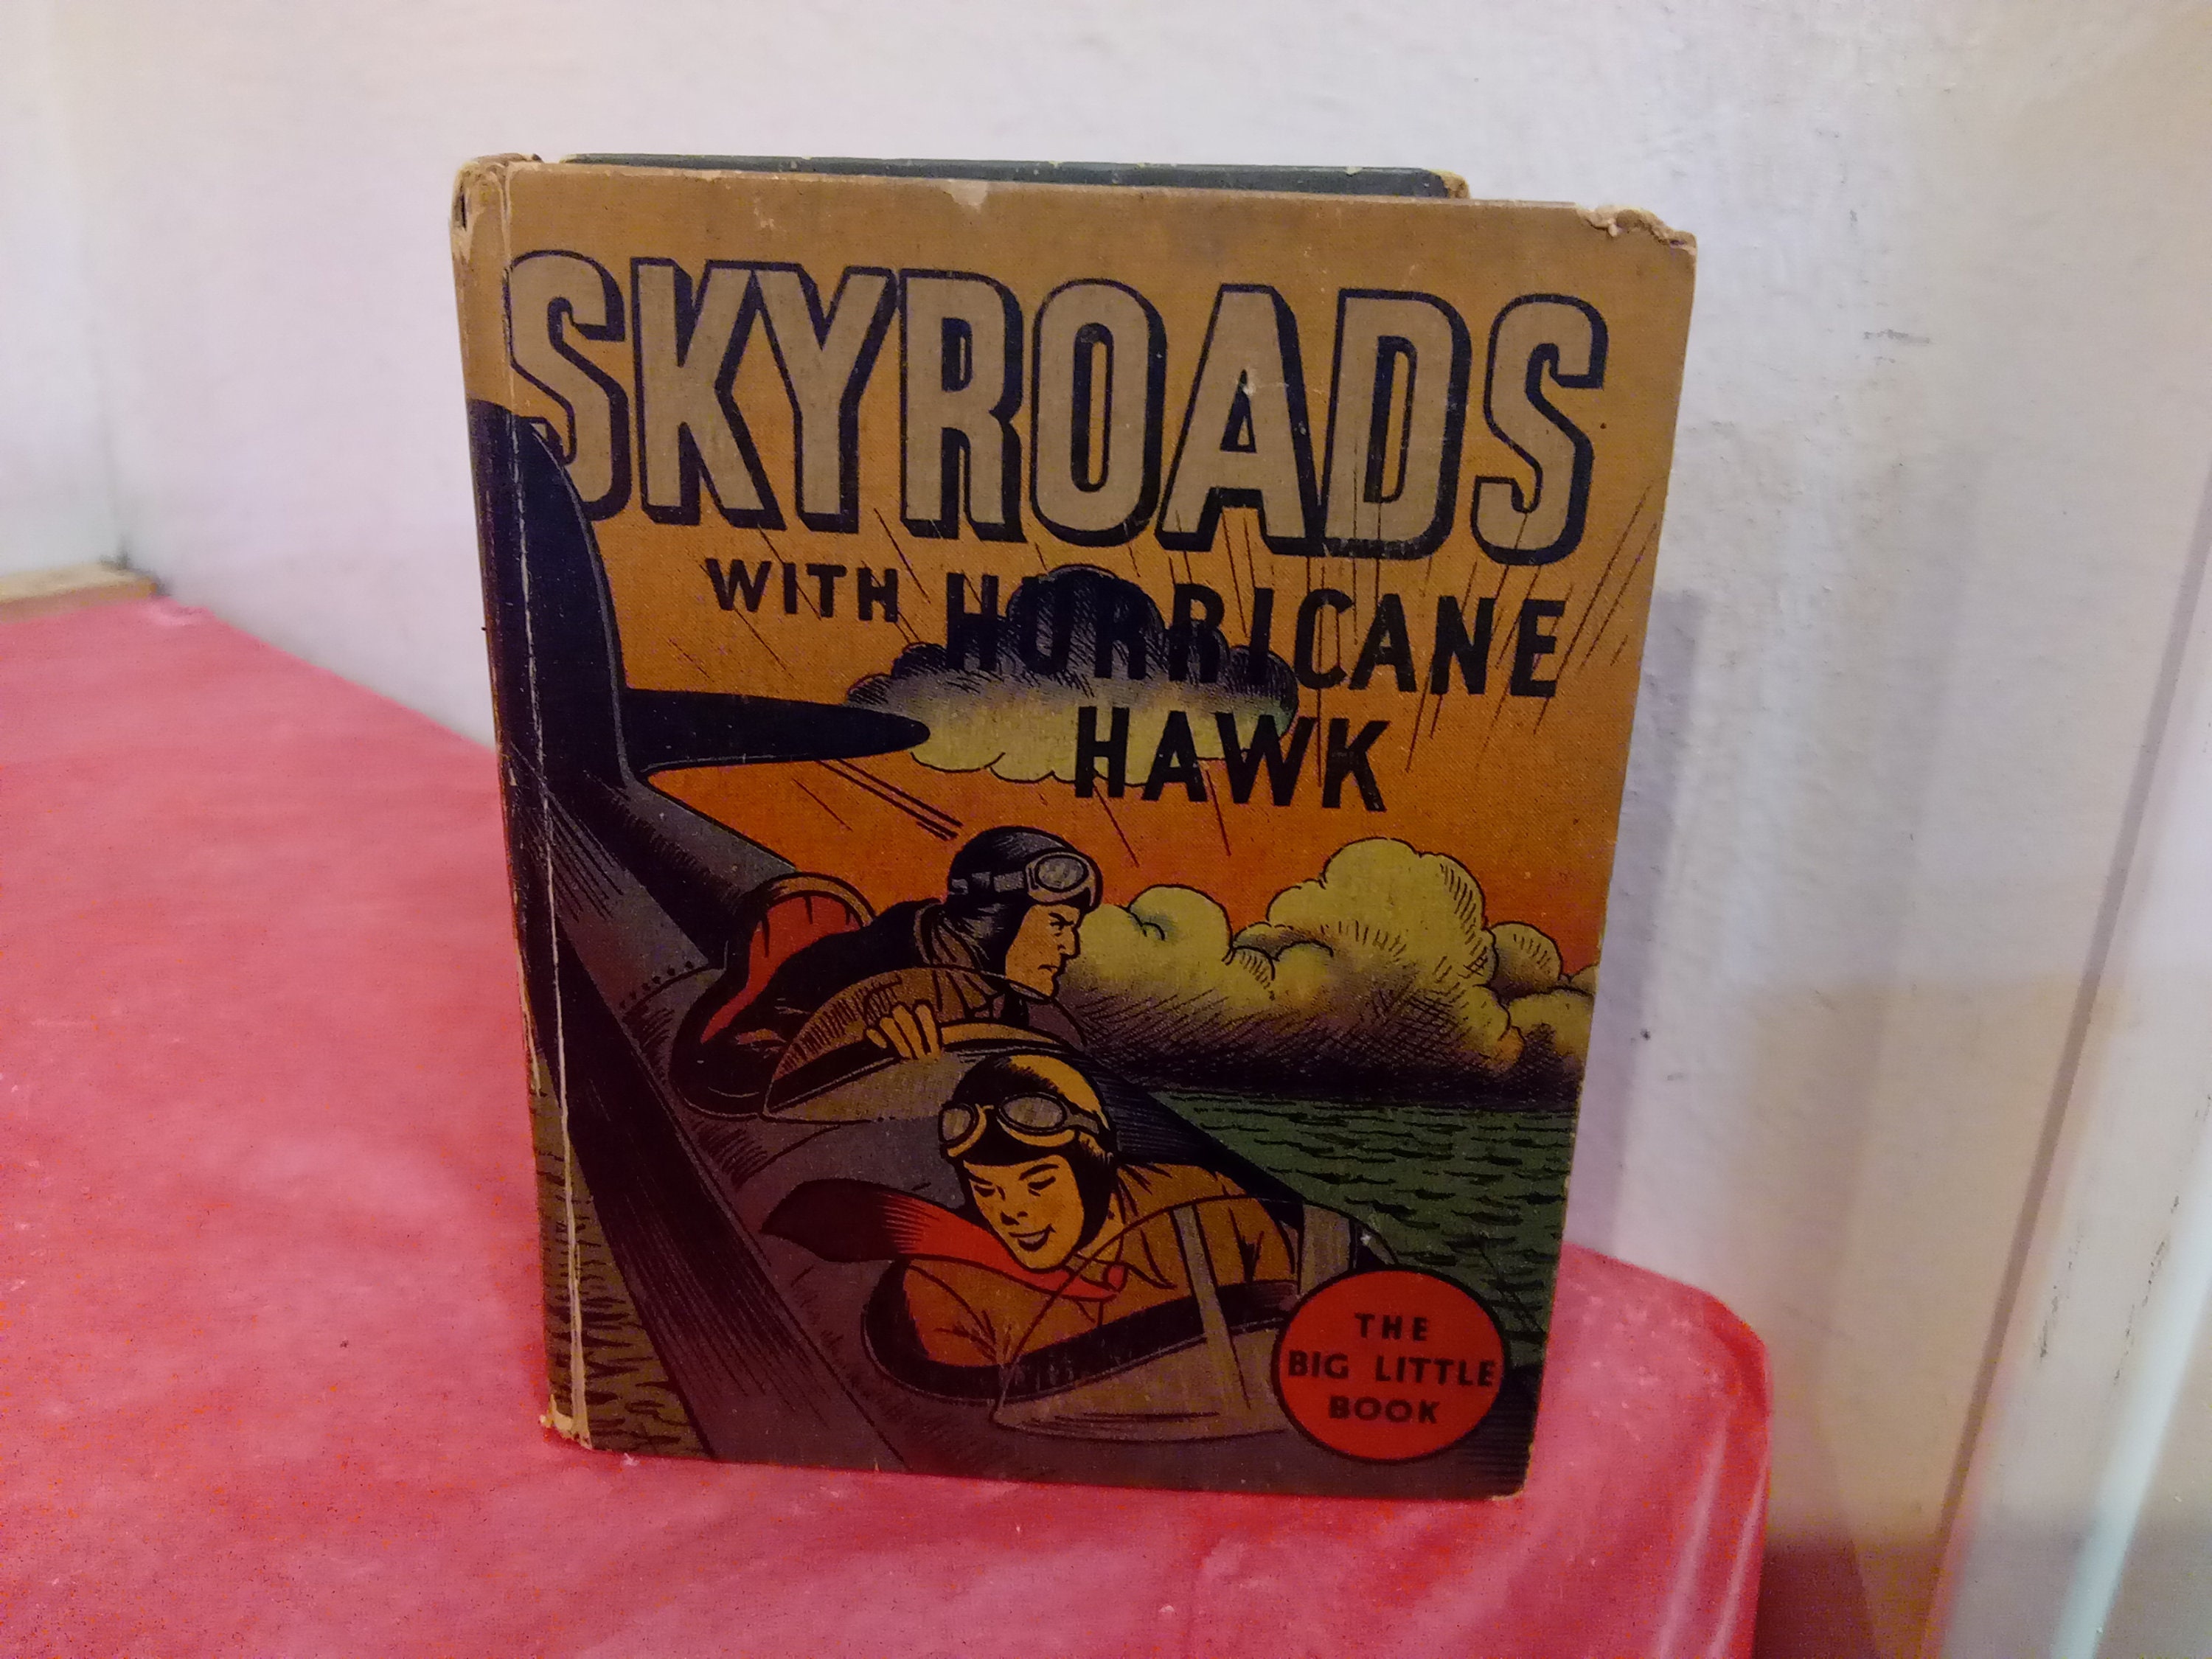 SKYROADS
WITH HURRICANE
HAWK
THE
BIG LITTLE
BOOK